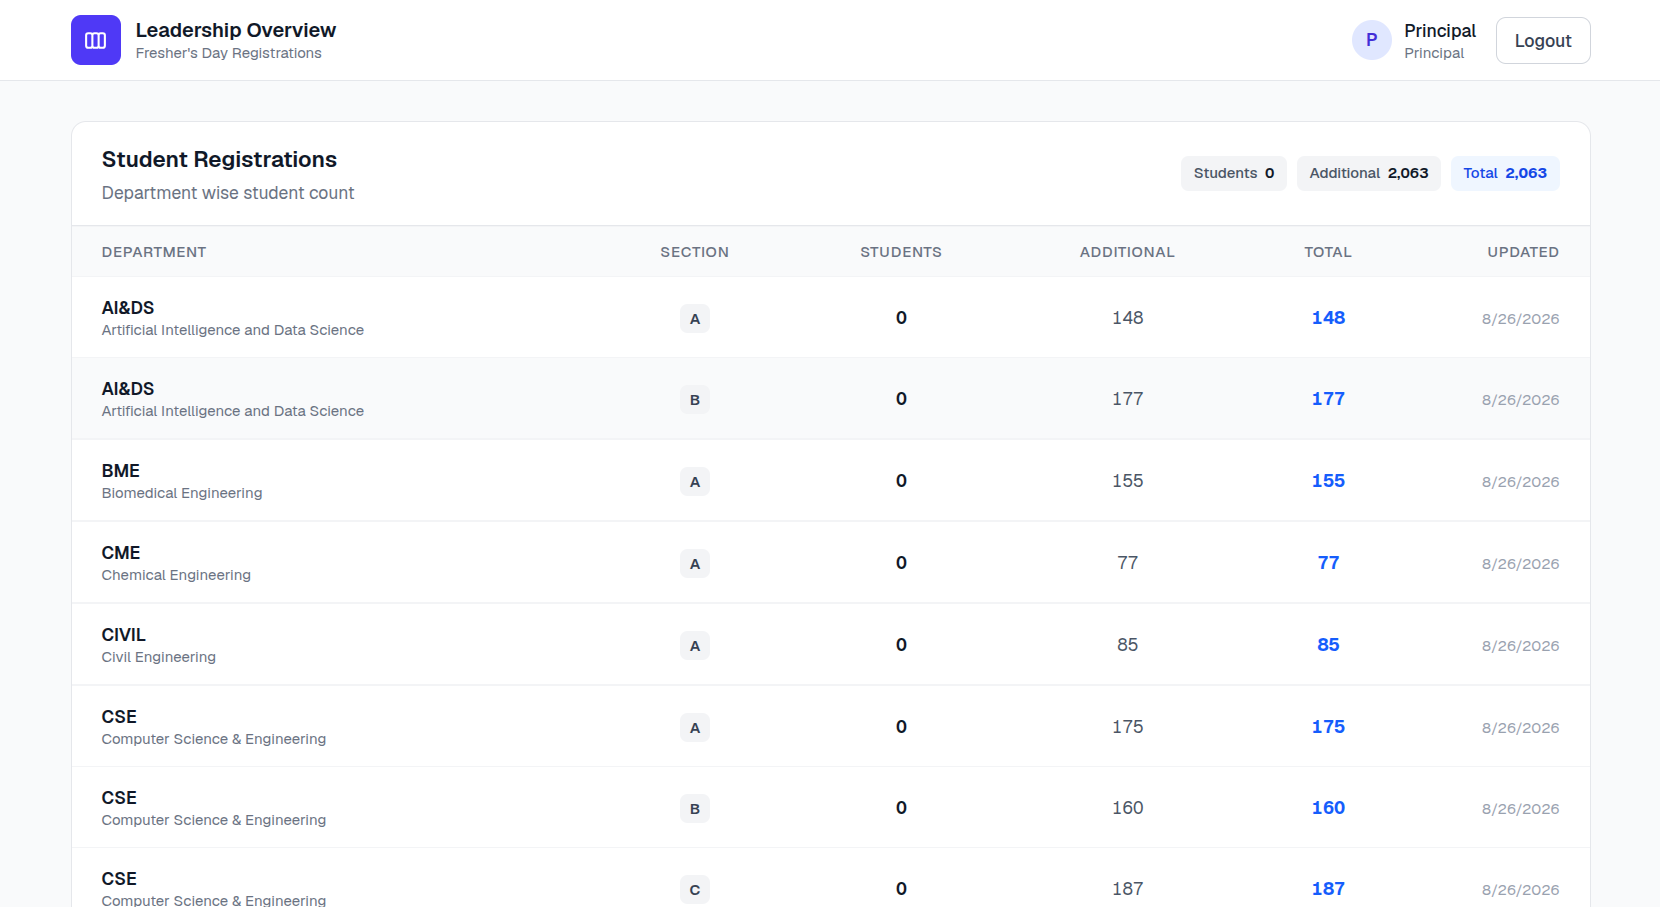 Leadership Overview
Fresher's Day Registrations
P
Principal
Principal
Logout
Student Registrations
Department wise student count
Students 0
Additional 2,063
Total 2,063
DEPARTMENT SECTION STUDENTS ADDITIONAL TOTAL UPDATED
AI&DS
Artificial Intelligence and Data Science
A 0 148 148 8/26/2026
AI&DS
Artificial Intelligence and Data Science
B 0 177 177 8/26/2026
BME
Biomedical Engineering
A 0 155 155 8/26/2026
CME
Chemical Engineering
A 0 77 77 8/26/2026
CIVIL
Civil Engineering
A 0 85 85 8/26/2026
CSE
Computer Science & Engineering
A 0 175 175 8/26/2026
CSE
Computer Science & Engineering
B 0 160 160 8/26/2026
CSE
Computer Science & Engineering
C 0 187 187 8/26/2026